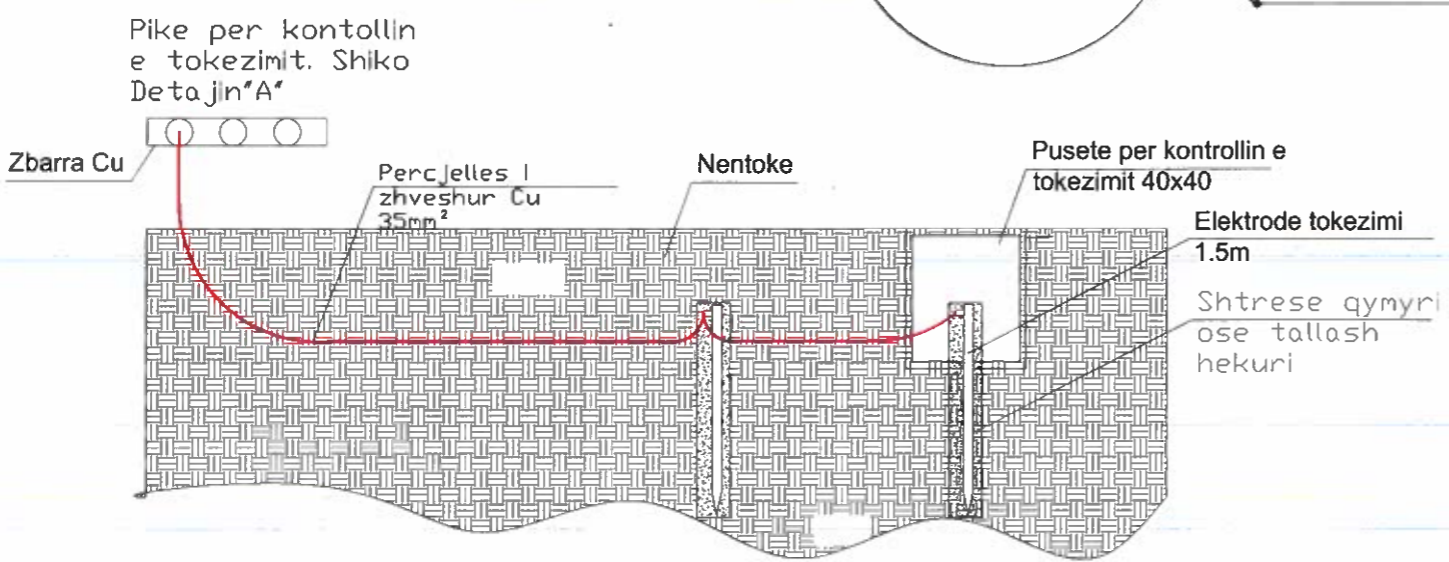 Pike per kontollin
e tokezimit. Shiko
Detajin"A"
Zbarra Cu
Percjelles I
zhveshur Cu
35mm²
Nentoke
Pusete per kontrollin e
tokezimit 40x40
Elektrode tokezimi
1.5m
Shtrese qymyri
ose tallash
hekuri